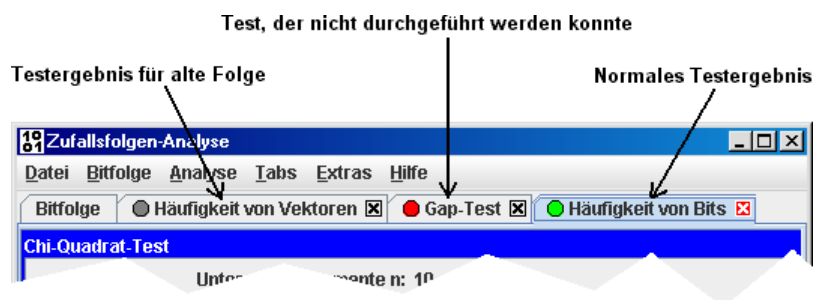 Test, der nicht durchgeführt werden konnte
Testergebnis für alte Folge
Normales Testergebnis
Zufallsfolgen-Analyse
Datei Bitfolge Analyse Tabs Extras Hilfe
Bitfolge Häufigkeit von Vektoren Gap-Test Häufigkeit von Bits
Chi-Quadrat-Test
n: 10